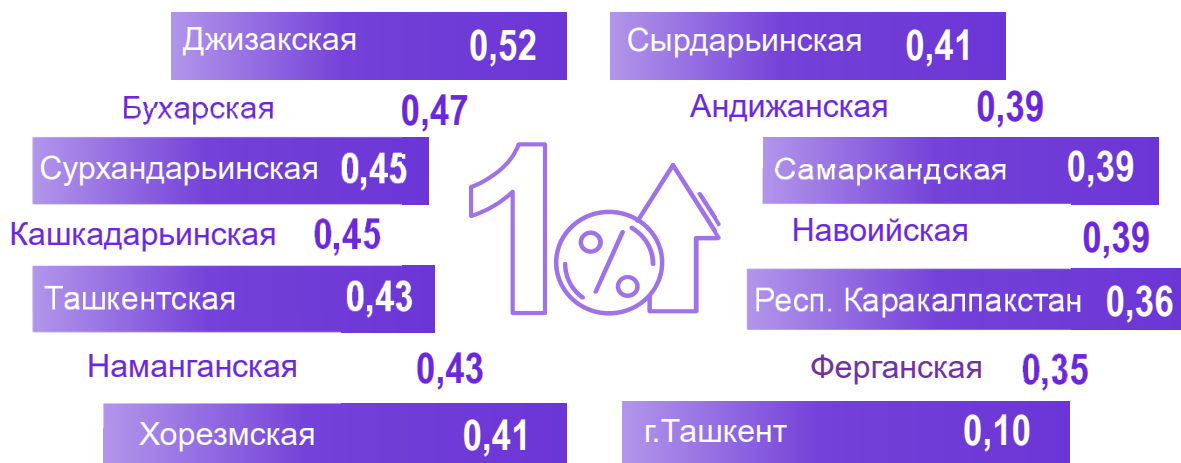 Джизакская 0,52
Бухарская 0,47
Сурхандарьинская 0,45
Кашкадарьинская 0,45
Ташкентская 0,43
Наманганская 0,43
Хорезмская 0,41
1 %
Сырдарьинская 0,41
Андижанская 0,39
Самаркандская 0,39
Навоийская 0,39
Респ. Каракалпакстан 0,36
Ферганская 0,35
г.Ташкент 0,10